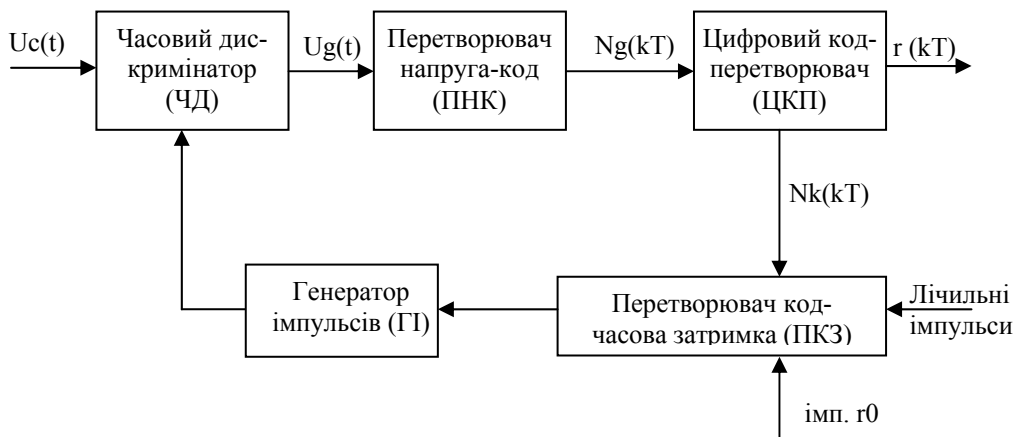 Uc(t)
Часовий дис-
кримінатор
(ЧД)
Ug(t)
Перетворювач
напруга-код
(ПНК)
Ng(kT)
Цифровий код-
перетворювач
(ЦКП)
r (kT)
Nk(kT)
Генератор
імпульсів (ГІ)
Перетворювач код-
часова затримка (ПКЗ)
Лічильні
імпульси
імп. r0